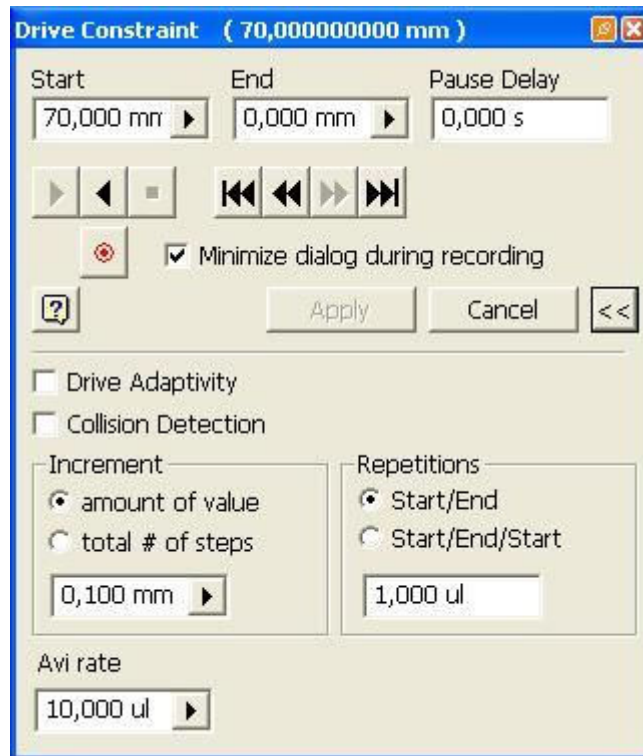 Drive Constraint ( 70,000000000 mm )
Start End Pause Delay
70,000 mm 0,000 mm 0,000 s
Minimize dialog during recording
? Apply Cancel <<
Drive Adaptivity
Collision Detection
Increment Repetitions
amount of value Start/End
total # of steps Start/End/Start
0,100 mm 1,000 ul
Avi rate
10,000 ul